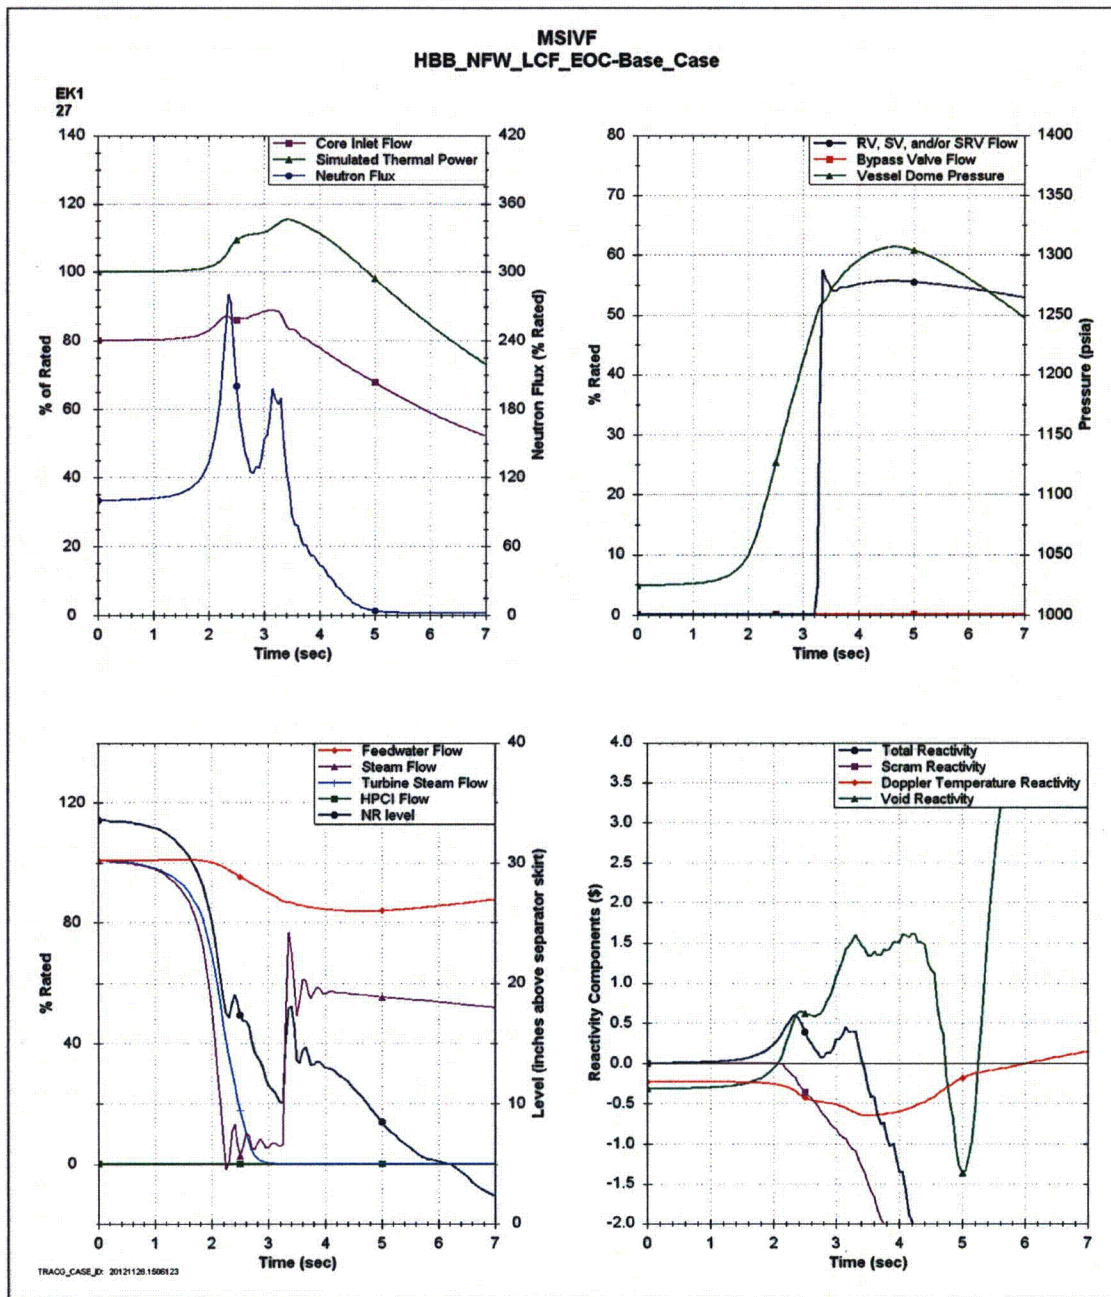 MSIVF
HBB_NFW_LCF_EOC-Base_Case
EK1
27
140
120
100
80
60
40
20
0
% of Rated
Core Inlet Flow
Simulated Thermal Power
Neutron Flux
420
360
300
240
180
120
60
0
Neutron Flux (% Rated)
0 1 2 3 4 5 6 7
Time (sec)
80
70
60
50
40
30
20
10
0
% Rated
RV, SV, and/or SRV Flow
Bypass Valve Flow
Vessel Dome Pressure
1400
1350
1300
1250
1200
1150
1100
1050
1000
Pressure (psia)
0 1 2 3 4 5 6 7
Time (sec)
120
80
40
0
% Rated
Feedwater Flow
Steam Flow
Turbine Steam Flow
HPCI Flow
NR level
40
30
20
10
0
Level (inches above separator skirt)
0 1 2 3 4 5 6 7
Time (sec)
4.0
3.5
3.0
2.5
2.0
1.5
1.0
0.5
0.0
-0.5
-1.0
-1.5
-2.0
Reactivity Components ($)
Total Reactivity
Scram Reactivity
Doppler Temperature Reactivity
Void Reactivity
0 1 2 3 4 5 6 7
Time (sec)
TRACG_CASE_ID: